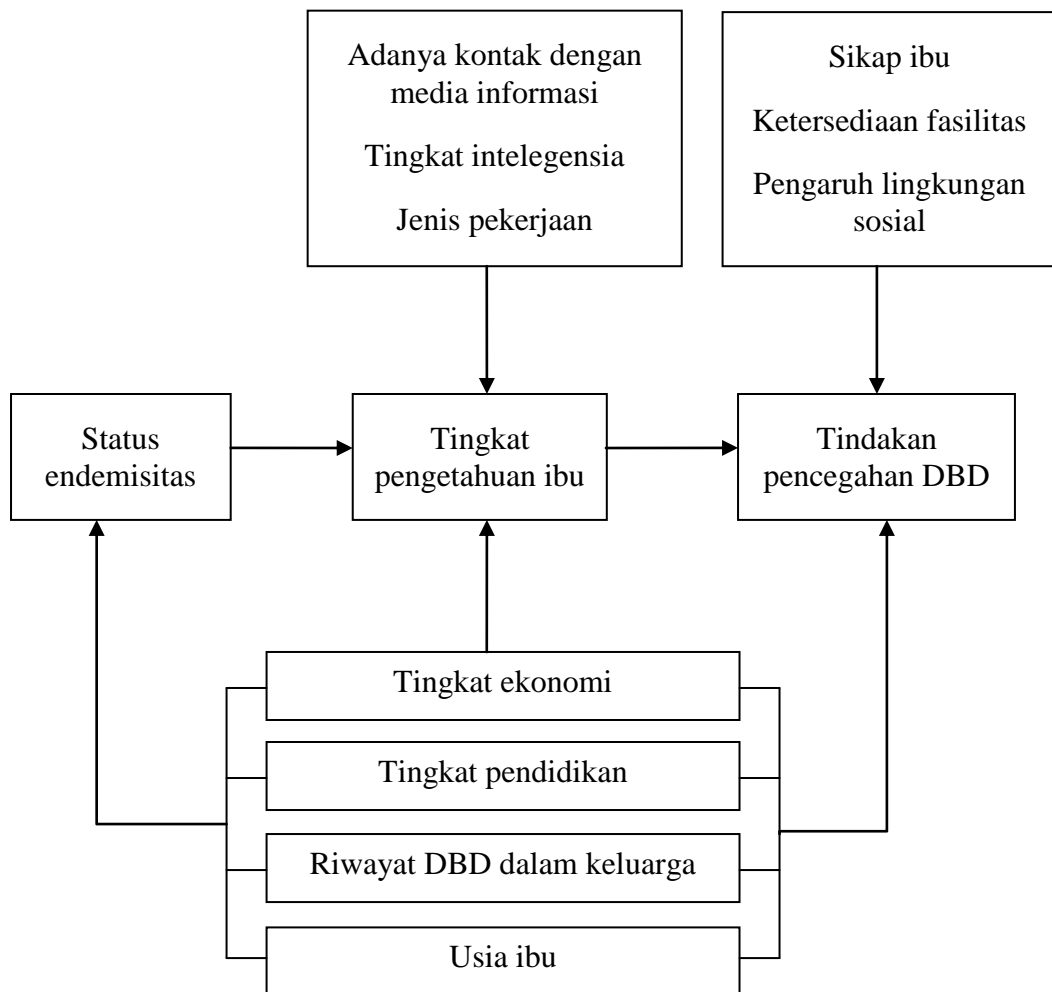 Adanya kontak dengan
media informasi
Tingkat intelegensia
Jenis pekerjaan
Sikap ibu
Ketersediaan fasilitas
Pengaruh lingkungan
sosial
Status
endemisitas
Tingkat
pengetahuan ibu
Tindakan
pencegahan DBD
Tingkat ekonomi
Tingkat pendidikan
Riwayat DBD dalam keluarga
Usia ibu